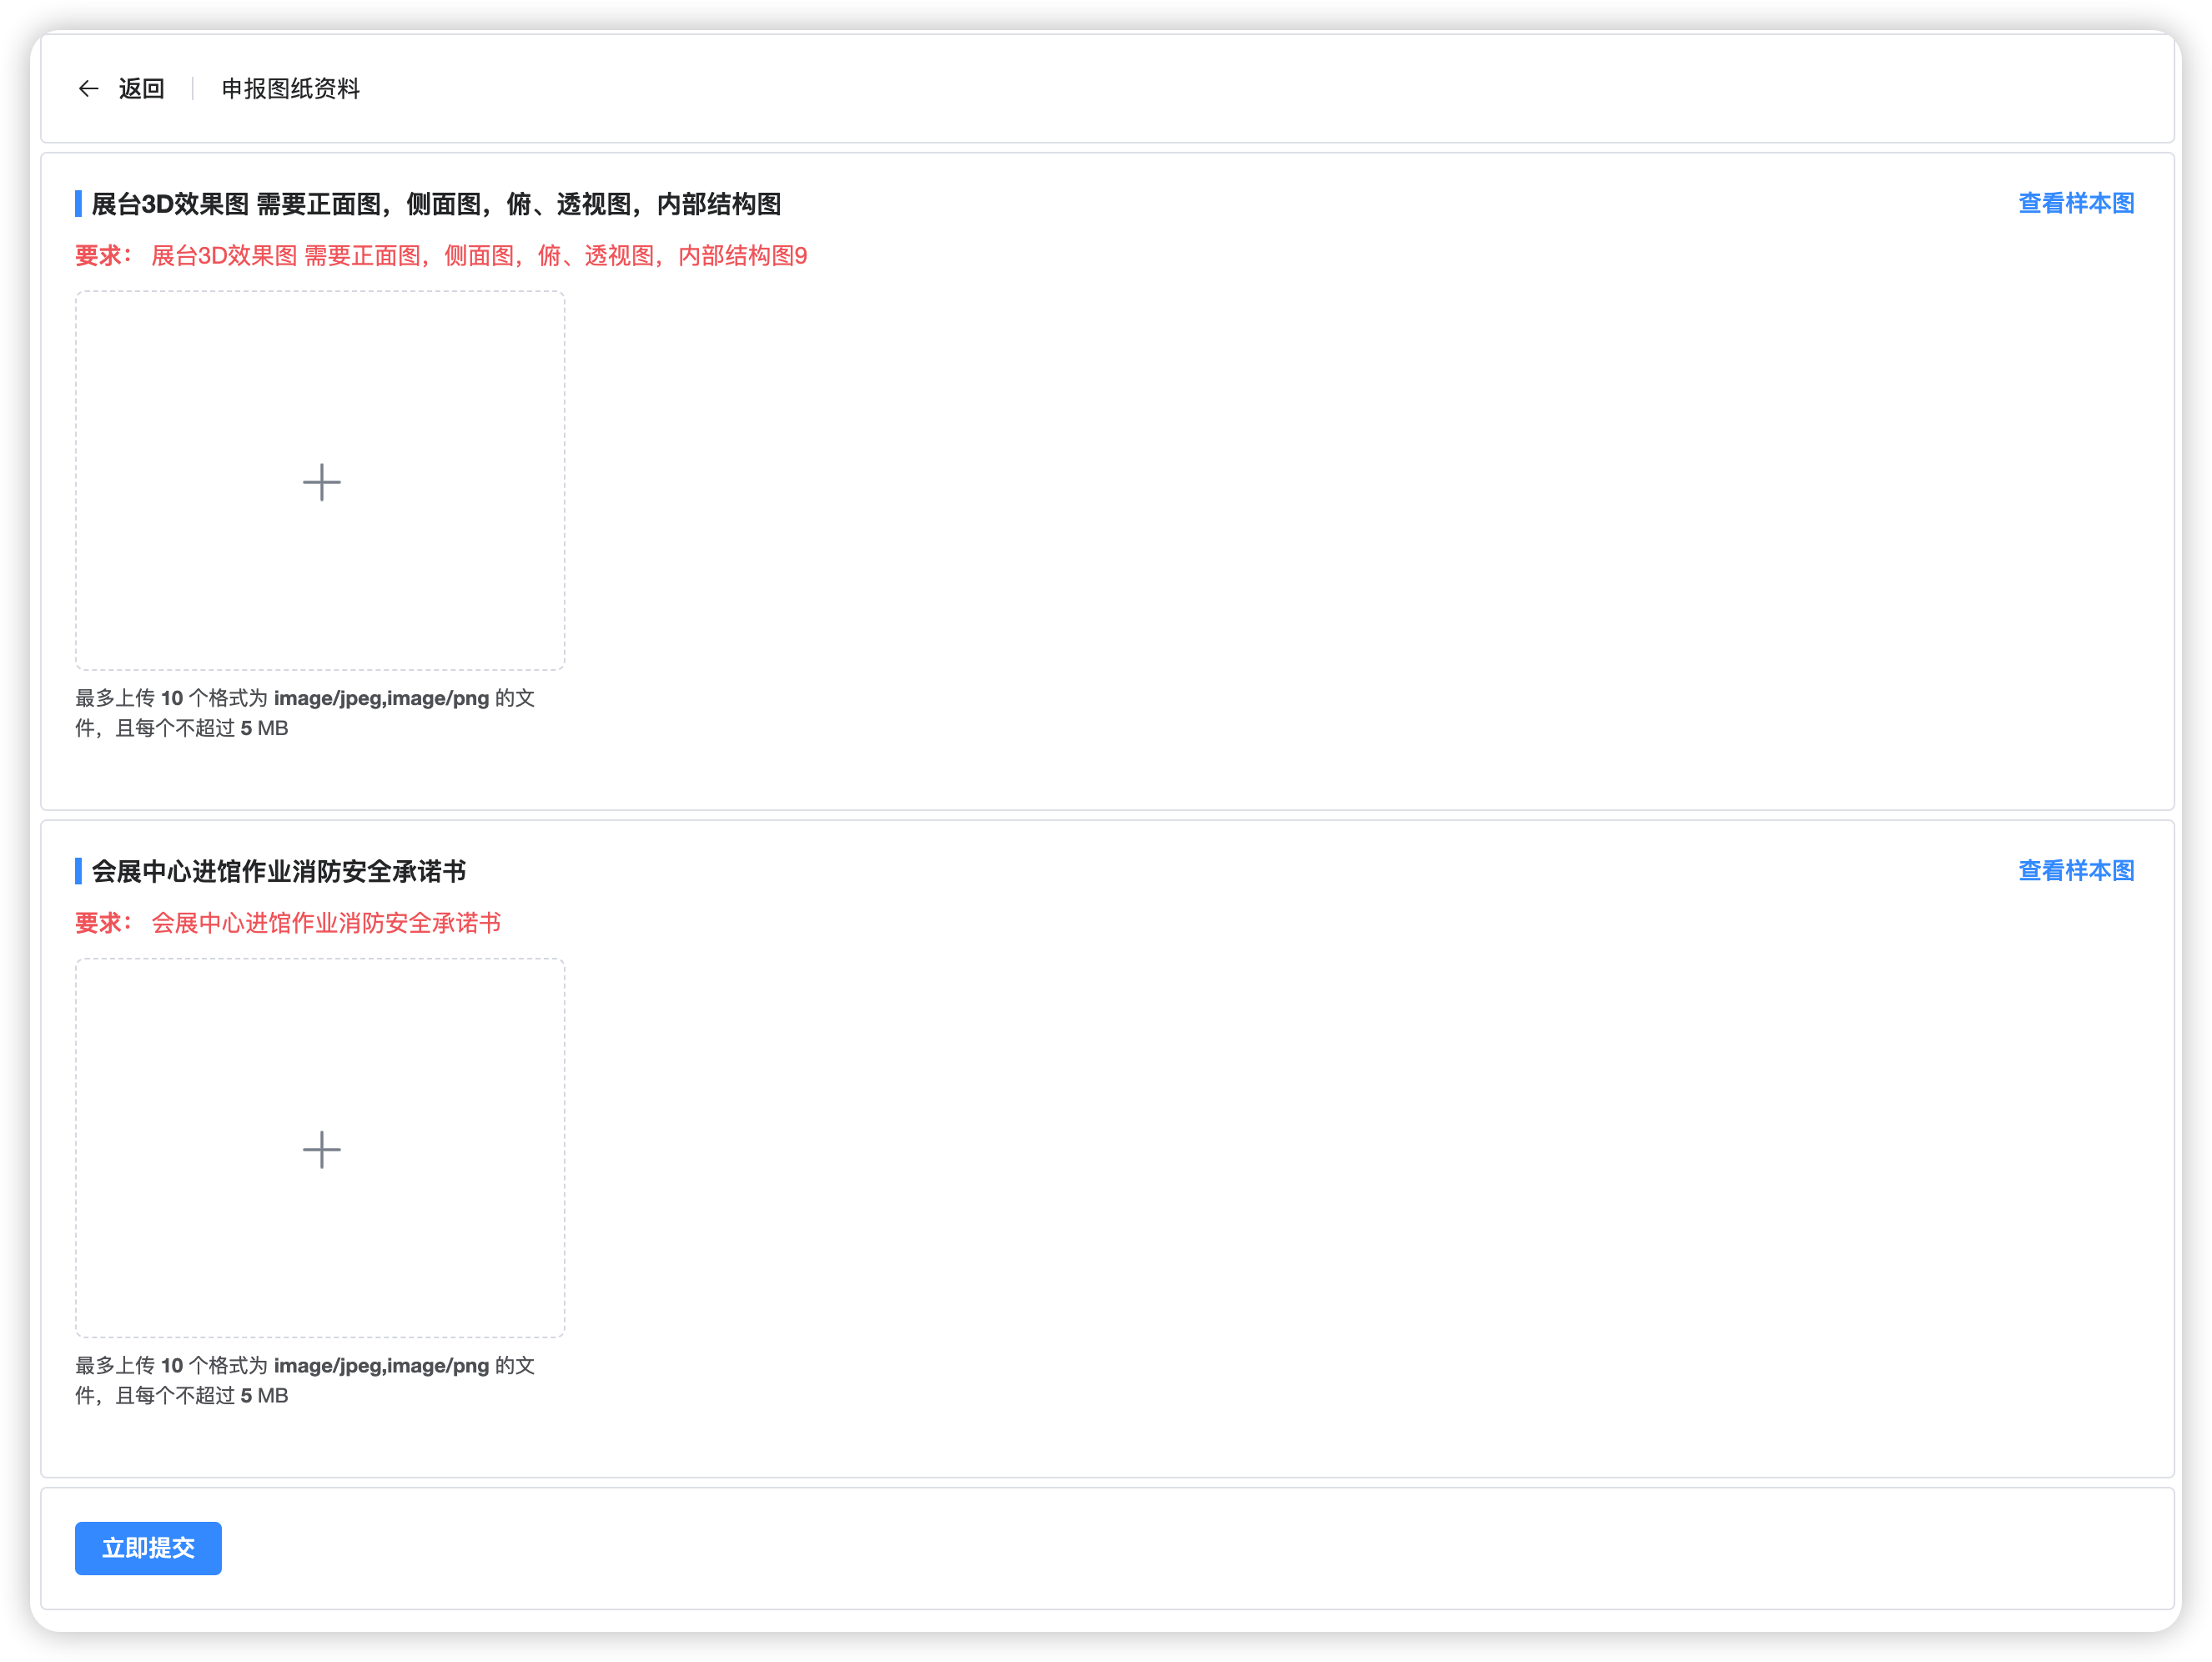 返回 申报图纸资料
展台3D效果图 需要正面图，侧面图，俯、透视图，内部结构图 查看样本图
要求： 展台3D效果图 需要正面图，侧面图，俯、透视图，内部结构图9
最多上传 10 个格式为 image/jpeg,image/png 的文
件，且每个不超过 5 MB
会展中心进馆作业消防安全承诺书 查看样本图
要求： 会展中心进馆作业消防安全承诺书
最多上传 10 个格式为 image/jpeg,image/png 的文
件，且每个不超过 5 MB
立即提交